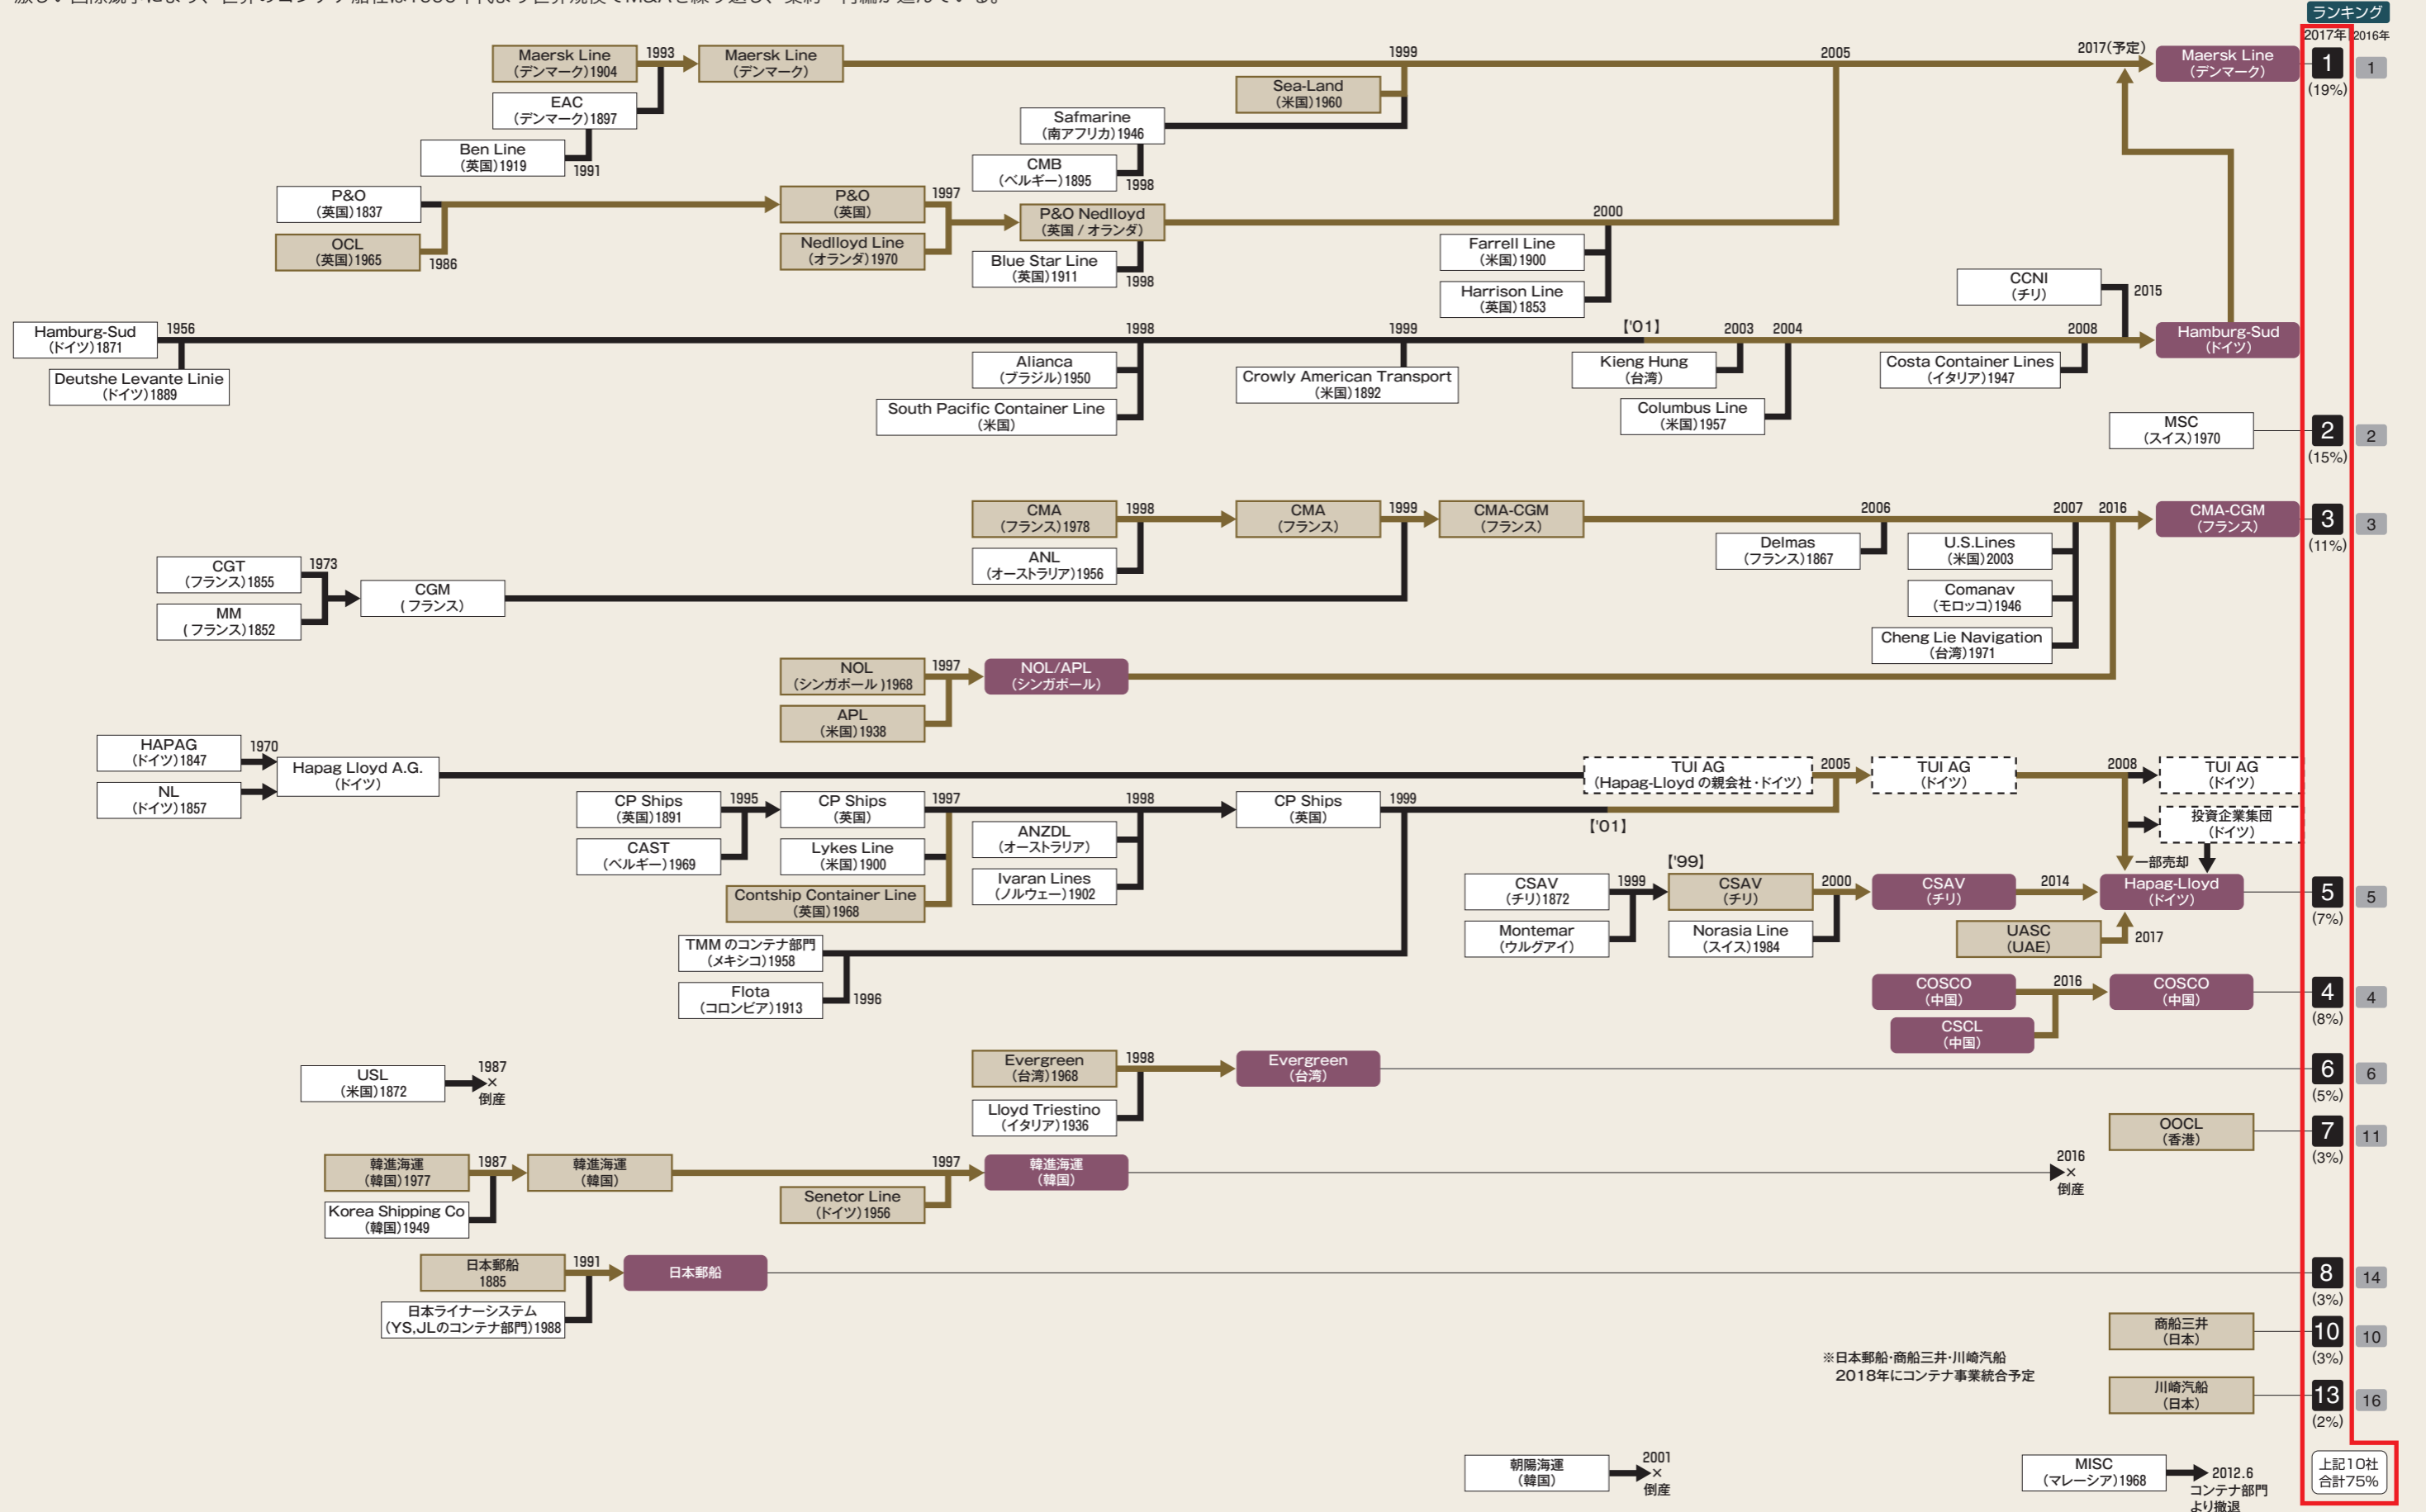 ランキング
2017年
2016年
Maersk Line
(デンマーク)1904
1993
Maersk Line
(デンマーク)
1999
2005
2017(予定)
Maersk Line
(デンマーク)
1
(19%)
1
EAC
(デンマーク)1897
Sea-Land
(米国)1960
Safmarine
(南アフリカ)1946
Ben Line
(英国)1919
1991
CMB
(ベルギー)1895
1998
P&O
(英国)1837
OCL
(英国)1965
1986
P&O
(英国)
1997
Nedlloyd Line
(オランダ)1970
P&O Nedlloyd
(英国 / オランダ)
Blue Star Line
(英国)1911
1998
2000
Farrell Line
(米国)1900
Harrison Line
(英国)1853
CCNI
(チリ)
2015
Hamburg-Sud
(ドイツ)1871
1956
Deutshe Levante Linie
(ドイツ)1889
1998
Alianca
(ブラジル)1950
South Pacific Container Line
(米国)
1999
Crowly American Transport
(米国)1892
【'01】
2003
Kieng Hung
(台湾)
2004
Columbus Line
(米国)1957
2008
Costa Container Lines
(イタリア)1947
Hamburg-Sud
(ドイツ)
MSC
(スイス)1970
2
(15%)
2
CMA
(フランス)1978
1998
ANL
(オーストラリア)1956
CMA
(フランス)
1999
CMA-CGM
(フランス)
2006
Delmas
(フランス)1867
2007
U.S.Lines
(米国)2003
Comanav
(モロッコ)1946
Cheng Lie Navigation
(台湾)1971
2016
CMA-CGM
(フランス)
3
(11%)
3
CGT
(フランス)1855
1973
MM
( フランス)1852
CGM
( フランス)
NOL
(シンガポール )1968
1997
APL
(米国)1938
NOL/APL
(シンガポール)
HAPAG
(ドイツ)1847
1970
NL
(ドイツ)1857
Hapag Lloyd A.G.
(ドイツ)
TUI AG
(Hapag-Lloyd の親会社・ドイツ)
2005
TUI AG
(ドイツ)
2008
TUI AG
(ドイツ)
投資企業集団
(ドイツ)
一部売却
CP Ships
(英国)1891
1995
CAST
(ベルギー)1969
CP Ships
(英国)
1997
Lykes Line
(米国)1900
Contship Container Line
(英国)1968
1998
ANZDL
(オーストラリア)
Ivaran Lines
(ノルウェー)1902
CP Ships
(英国)
1999
【'01】
TMM のコンテナ部門
(メキシコ)1958
Flota
(コロンビア)1913
1996
CSAV
(チリ)1872
1999
Montemar
(ウルグアイ)
【'99】
CSAV
(チリ)
2000
Norasia Line
(スイス)1984
CSAV
(チリ)
2014
Hapag-Lloyd
(ドイツ)
5
(7%)
5
UASC
(UAE)
2017
COSCO
(中国)
2016
CSCL
(中国)
COSCO
(中国)
4
(8%)
4
USL
(米国)1872
1987
×
倒産
Evergreen
(台湾)1968
1998
Lloyd Triestino
(イタリア)1936
Evergreen
(台湾)
6
(5%)
6
OOCL
(香港)
7
(3%)
11
韓進海運
(韓国)1977
1987
Korea Shipping Co
(韓国)1949
韓進海運
(韓国)
1997
Senetor Line
(ドイツ)1956
韓進海運
(韓国)
2016
×
倒産
日本郵船
1885
1991
日本ライナーシステム
(YS,JLのコンテナ部門)1988
日本郵船
8
(3%)
14
商船三井
(日本)
10
(3%)
10
※日本郵船・商船三井・川崎汽船
2018年にコンテナ事業統合予定
川崎汽船
(日本)
13
(2%)
16
朝陽海運
(韓国)
2001
×
倒産
MISC
(マレーシア)1968
2012.6
コンテナ部門
より撤退
上記10社
合計75%